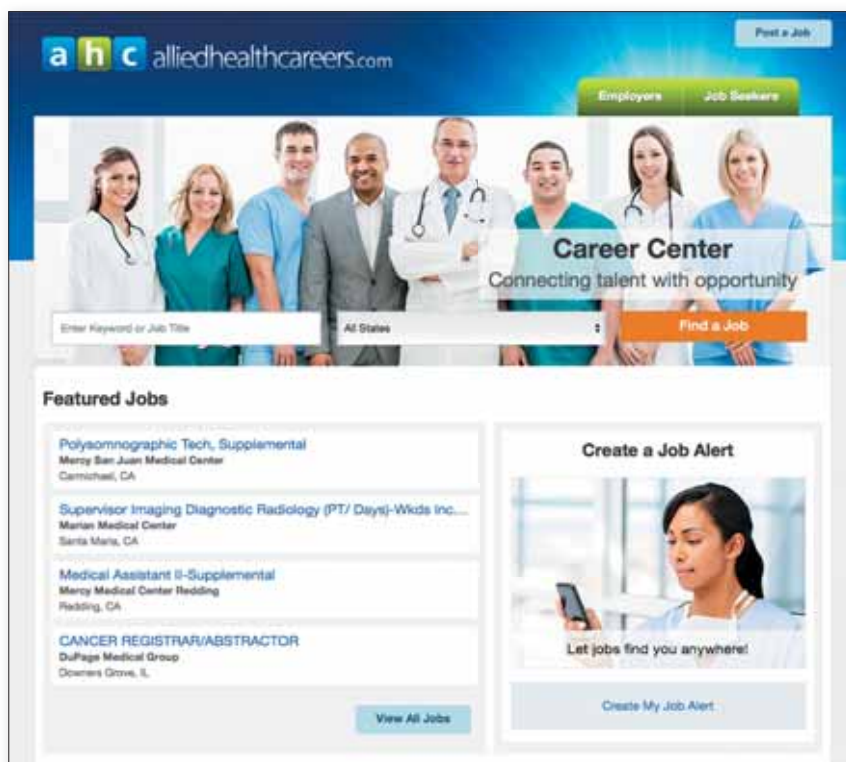 Post a Job
ahc alliedhealthcareers.com
Employers Job Seekers
Career Center
Connecting talent with opportunity
Enter Keyword or Job Title All States Find a Job
Featured Jobs
Polysomnographic Tech, Supplemental
Mercy San Juan Medical Center
Carmichael, CA
Supervisor Imaging Diagnostic Radiology (PT/ Days)-Wkds Inc...
Marian Medical Center
Santa Maria, CA
Medical Assistant II-Supplemental
Mercy Medical Center Redding
Redding, CA
CANCER REGISTRAR/ABSTRACTOR
DuPage Medical Group
Downers Grove, IL
View All Jobs
Create a Job Alert
Let jobs find you anywhere!
Create My Job Alert